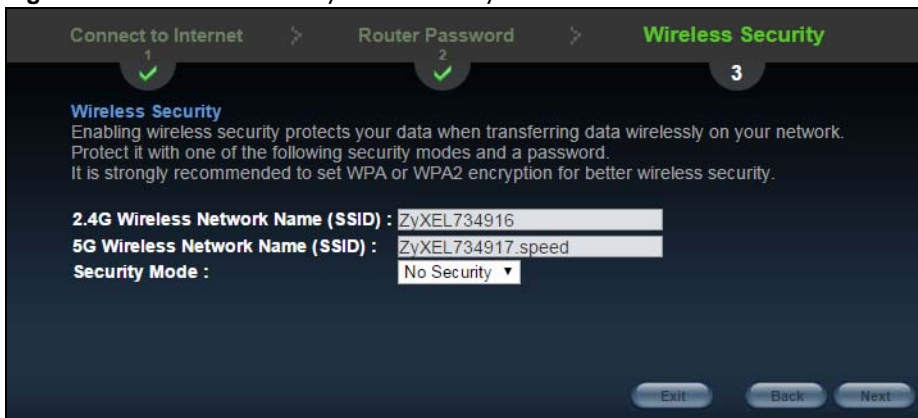 Connect to Internet > Router Password > Wireless Security
1 2 3
Wireless Security
Enabling wireless security protects your data when transferring data wirelessly on your network.
Protect it with one of the following security modes and a password.
It is strongly recommended to set WPA or WPA2 encryption for better wireless security.
2.4G Wireless Network Name (SSID) : ZyXEL734916
5G Wireless Network Name (SSID) : ZyXEL734917.speed
Security Mode : No Security
Exit Back Next